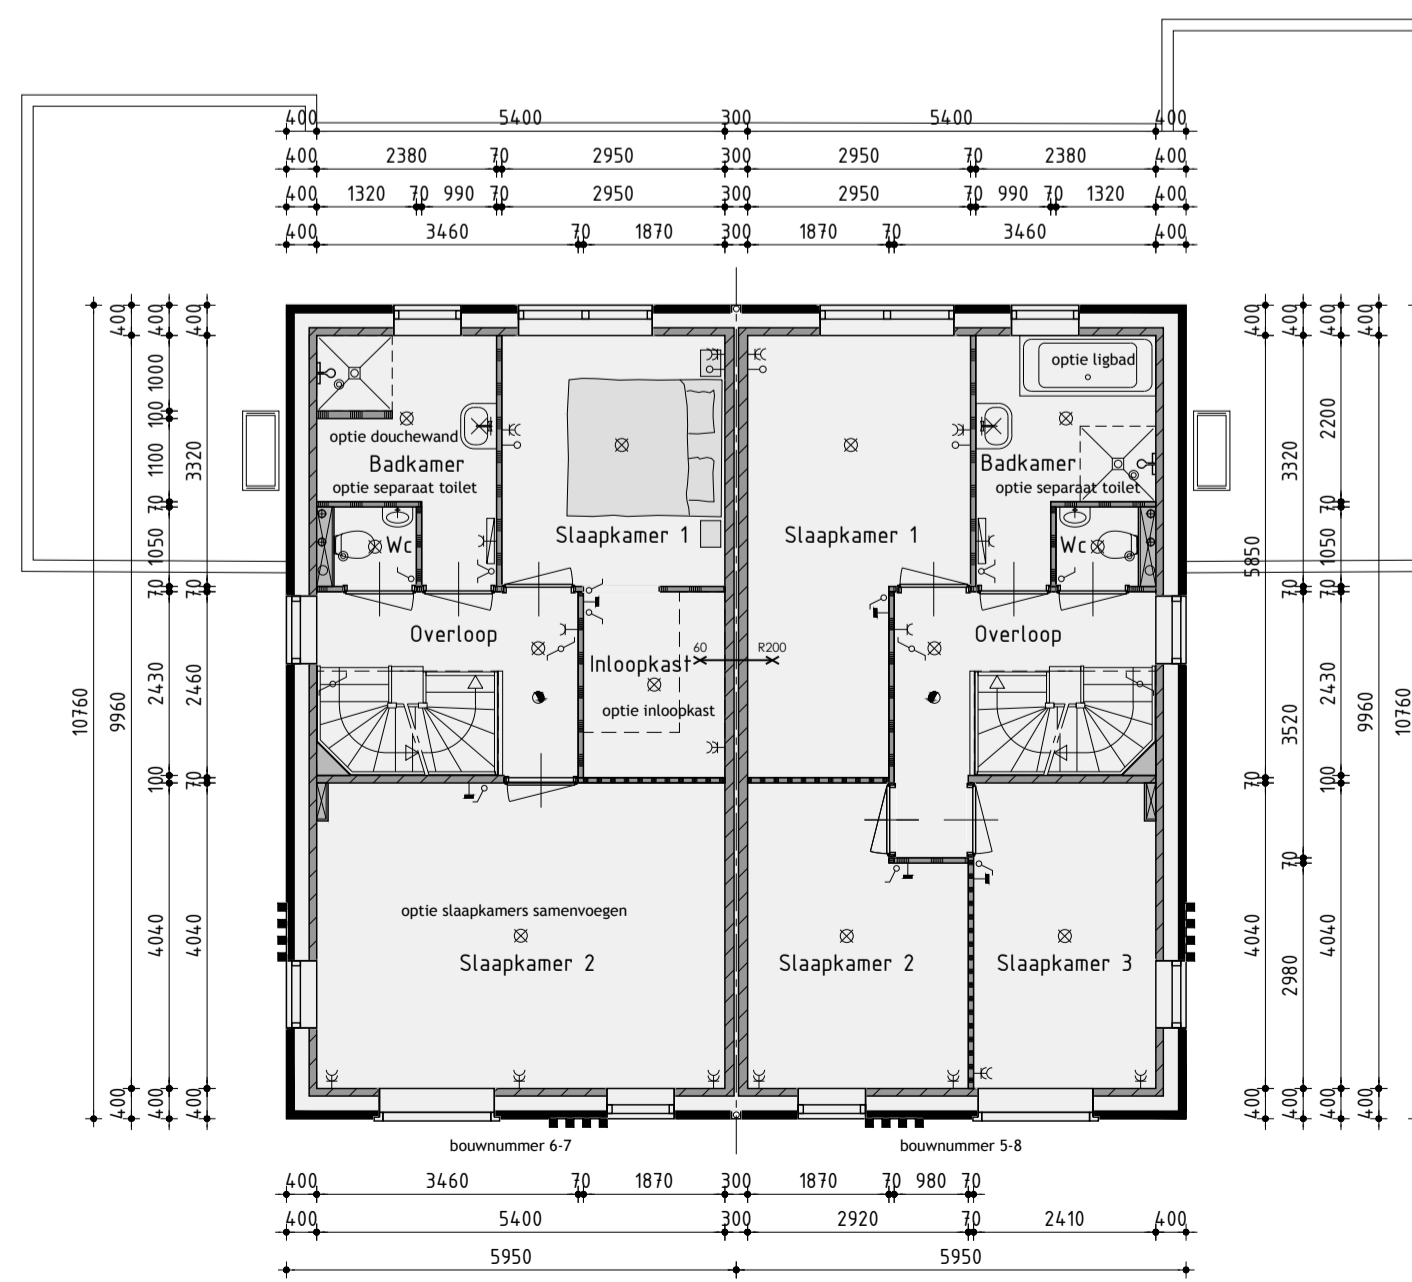 400 5400 300 5400 400
400 2380 70 2950 300 2950 70 2380 400
400 1320 70 990 70 2950 300 2950 70 990 70 1320 400
400 3460 70 1870 300 1870 70 3460 400
10760
400 9960 400
400 1000 100 1100 70 1050 70 2430 100 4040 400
400 3320 70 2460 70 4040 400
optie ligbad
optie douchewand
Badkamer
optie separaat toilet
Badkamer
optie separaat toilet
Slaapkamer 1
Slaapkamer 1
Wc
Wc
Overloop
Overloop
60 R200
Inloopkast
optie inloopkast
optie slaapkamers samenvoegen
Slaapkamer 2
Slaapkamer 2
Slaapkamer 3
400 5850 70 4040 400
400 3320 70 3520 70 2980 400
400 2200 70 1050 70 2430 100 4040 400
400 9960 400
10760
bouwnummer 6-7
bouwnummer 5-8
400 3460 70 1870 300 1870 70 980 70
400 5400 300 2920 70 2410 400
5950 5950